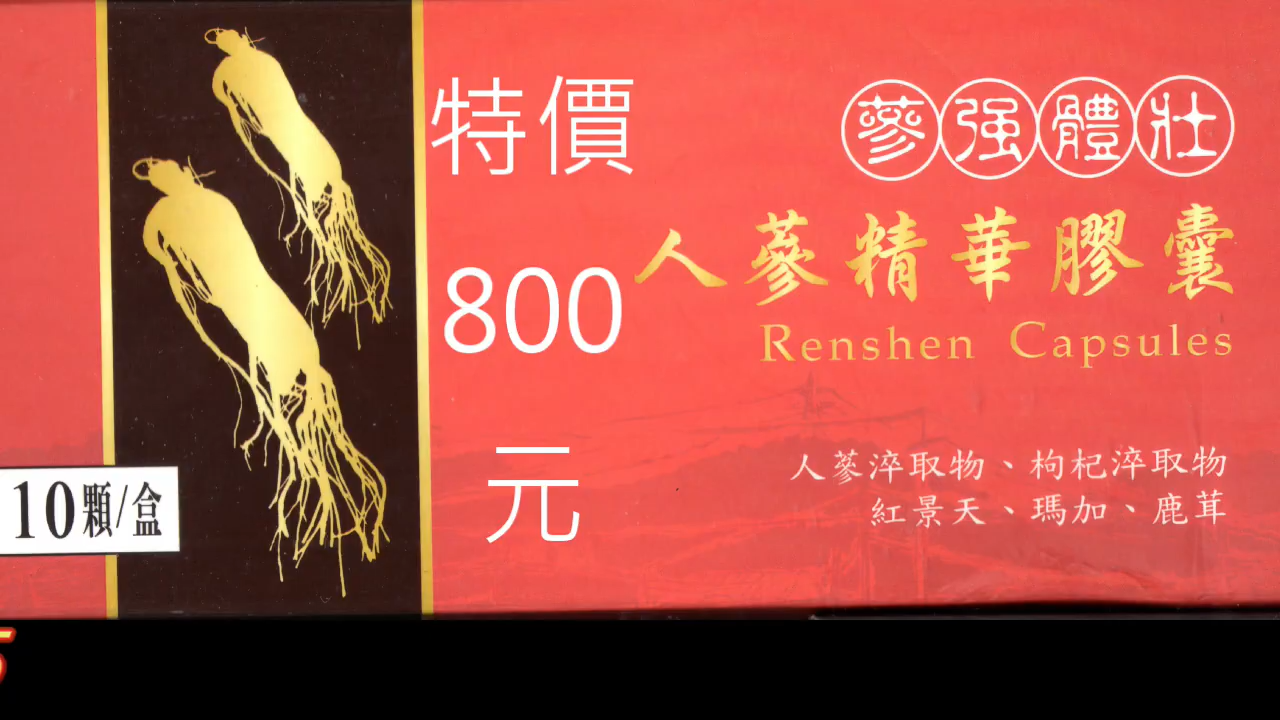 特價
800
元
蔘强體壯
人蔘精華膠囊
Renshen Capsules
人蔘淬取物、枸杞淬取物
紅景天、瑪加、鹿茸
10顆/盒